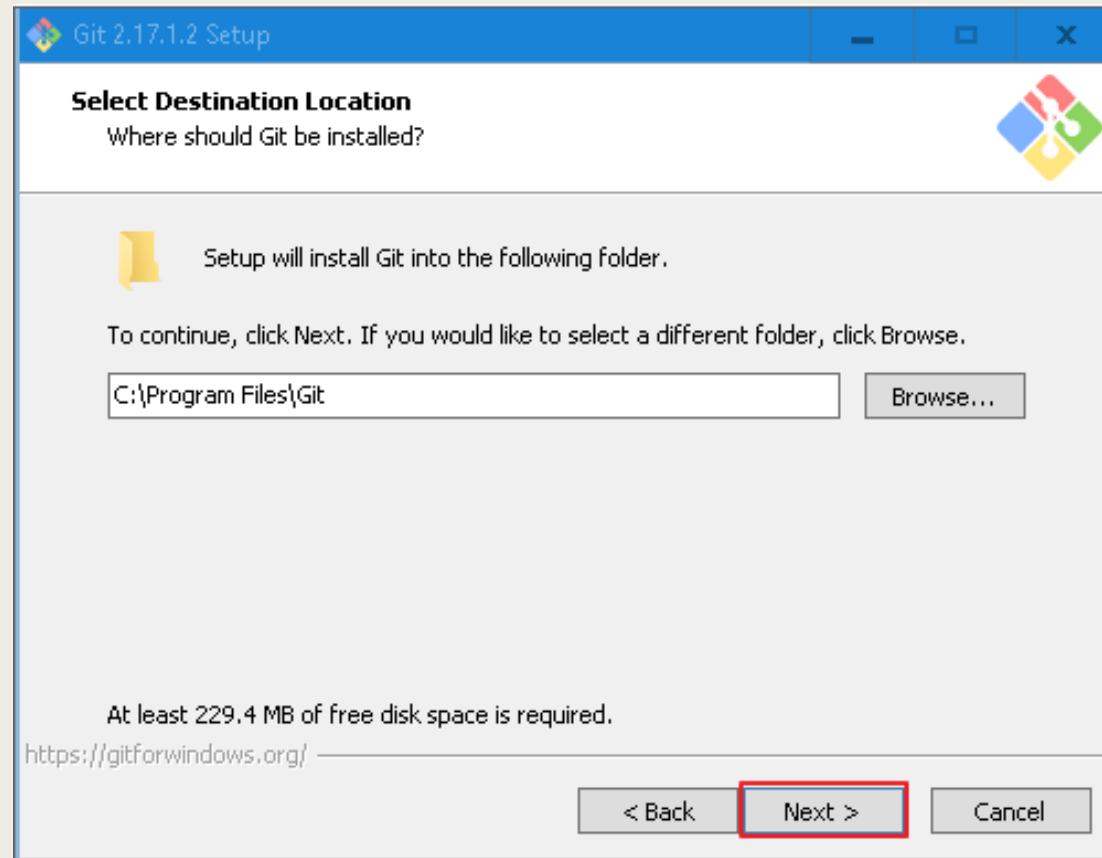 Git 2.17.1.2 Setup
Select Destination Location
Where should Git be installed?
Setup will install Git into the following folder.
To continue, click Next. If you would like to select a different folder, click Browse.
C:\Program Files\Git
Browse...
At least 229.4 MB of free disk space is required.
https://gitforwindows.org/
< Back
Next >
Cancel